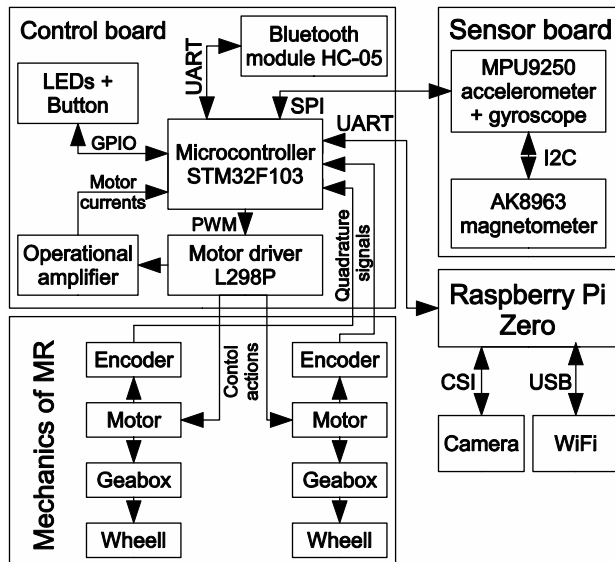 Control board
Bluetooth
module HC-05
UART
LEDs +
Button
GPIO
SPI
UART
Microcontroller
STM32F103
Motor
currents
PWM
Operational
amplifier
Motor driver
L298P
Quadrature
signals
Sensor board
MPU9250
accelerometer
+ gyroscope
I2C
AK8963
magnetometer
Raspberry Pi
Zero
CSI
USB
Camera
WiFi
Mechanics of MR
Contol
actions
Encoder
Motor
Geabox
Wheell
Encoder
Motor
Geabox
Wheell